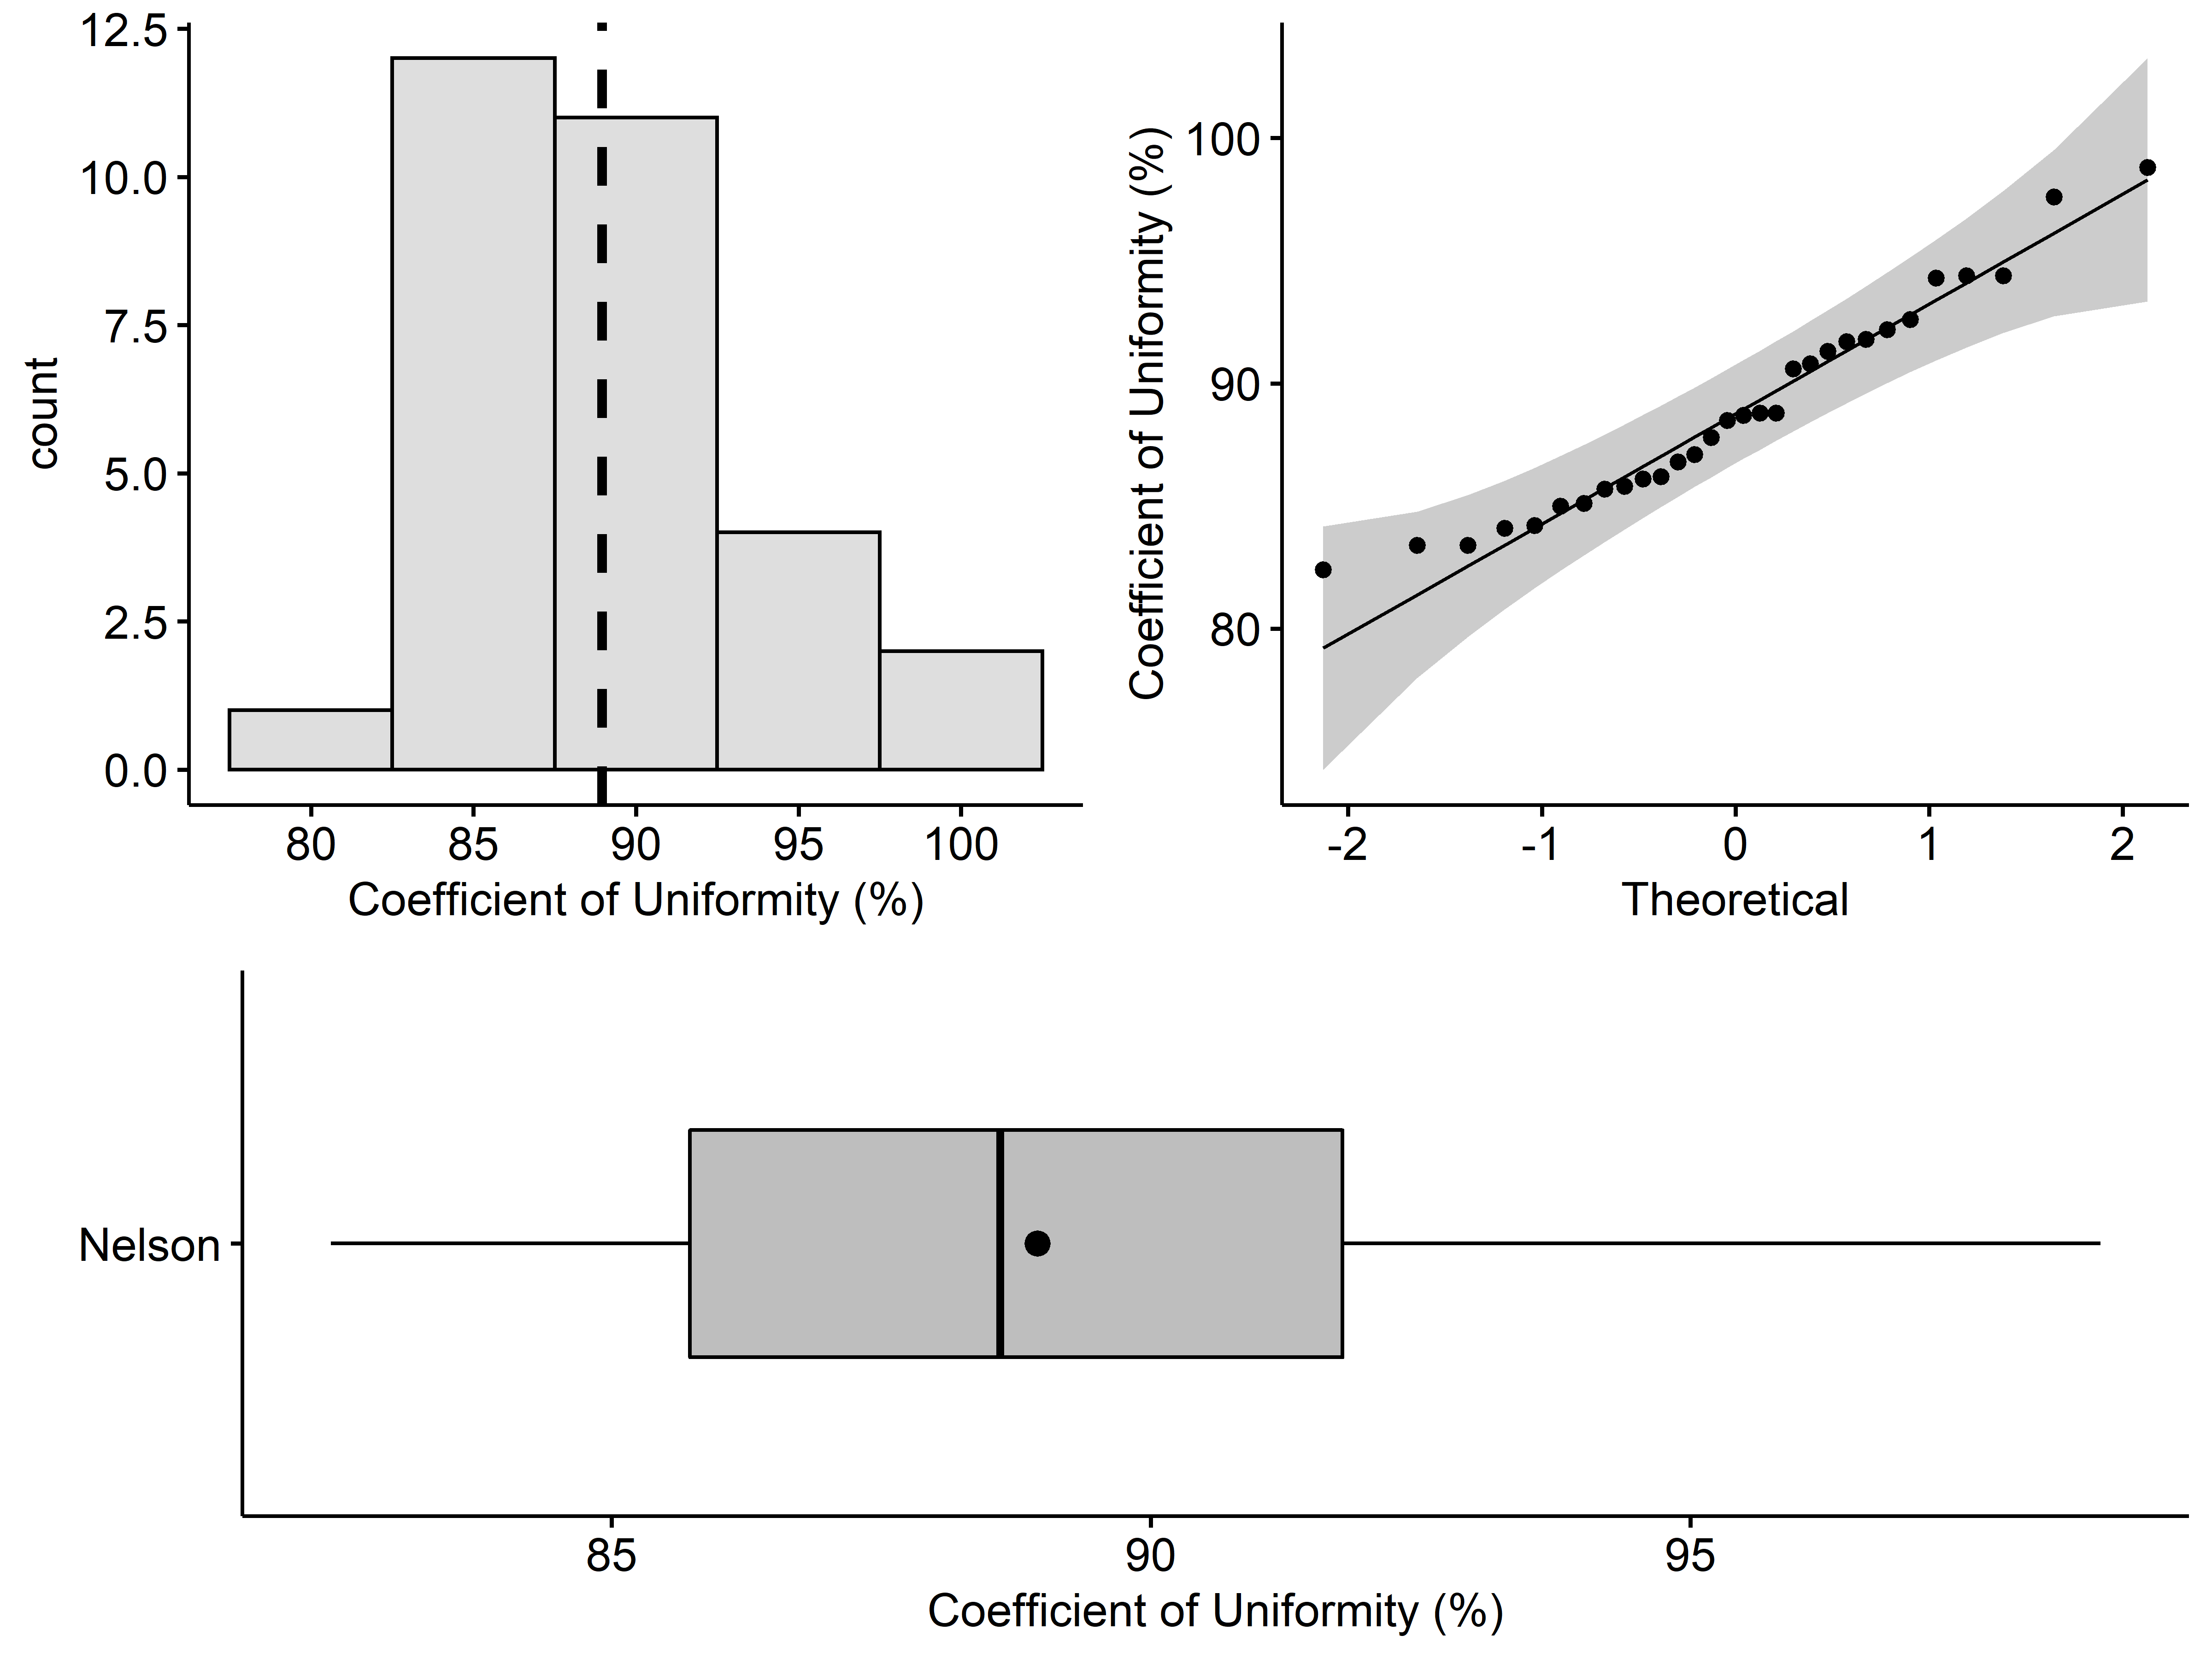 12.5
10.0
7.5
5.0
2.5
0.0
count
80 85 90 95 100
Coefficient of Uniformity (%)
100
90
80
Coefficient of Uniformity (%)
-2 -1 0 1 2
Theoretical
Nelson
85 90 95
Coefficient of Uniformity (%)